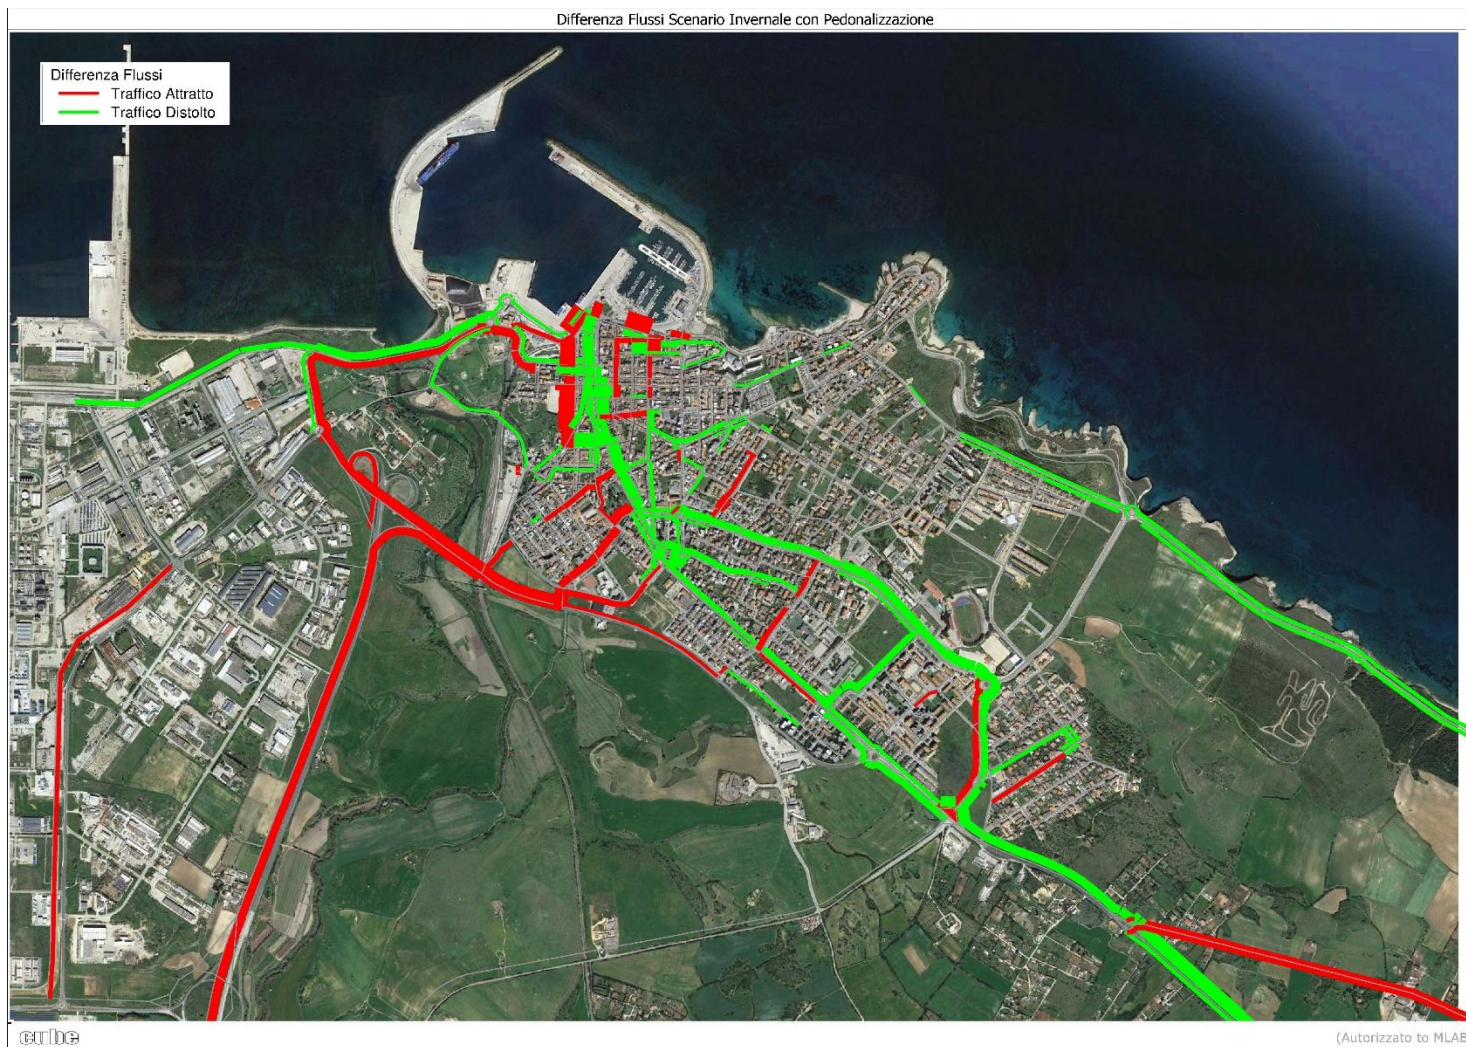 Differenza Flussi Scenario Invernale con Pedonalizzazione
Differenza Flussi
Traffico Attratto
Traffico Distolto
cube
(Autorizzato to MLAB